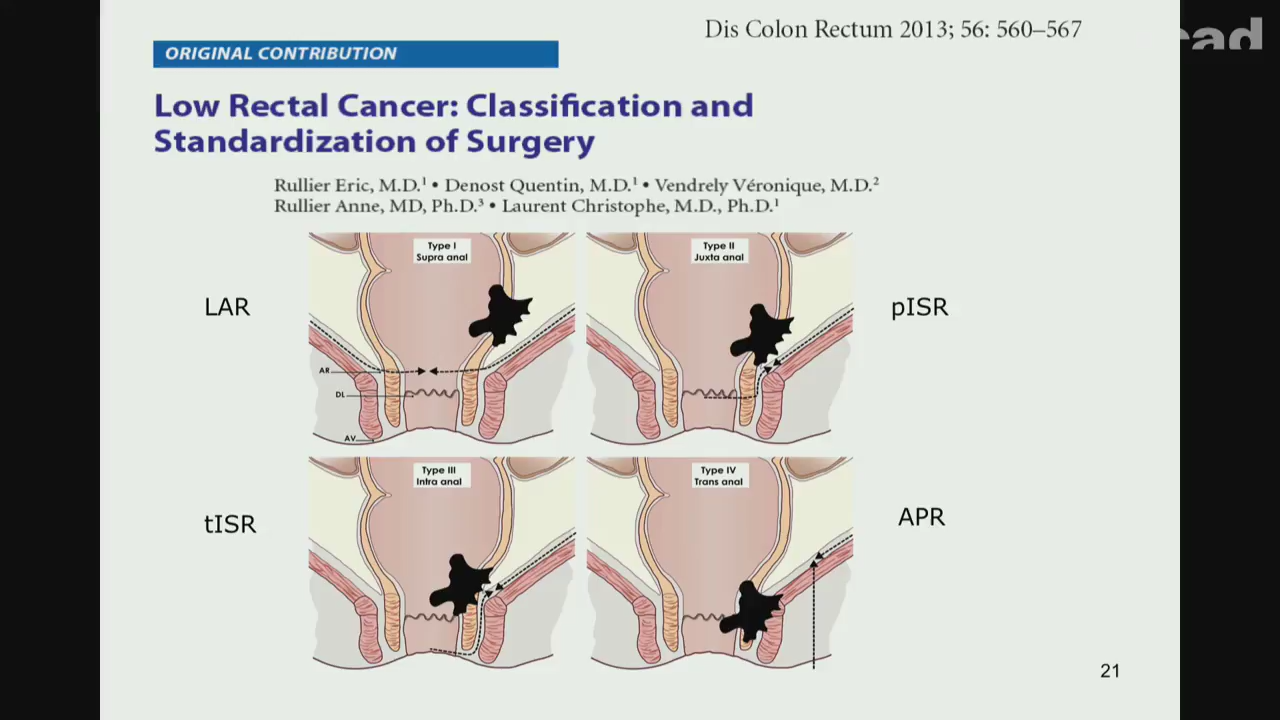 Dis Colon Rectum 2013; 56: 560–567
ad
ORIGINAL CONTRIBUTION
Low Rectal Cancer: Classification and
Standardization of Surgery
Rullier Eric, M.D.¹ • Denost Quentin, M.D.¹ • Vendrely Véronique, M.D.²
Rullier Anne, MD, Ph.D.³ • Laurent Christophe, M.D., Ph.D.¹
Type I
Supra anal
Type II
Juxta anal
LAR
pISR
AR
DL
AV
Type III
Intra anal
Type IV
Trans anal
tISR
APR
21